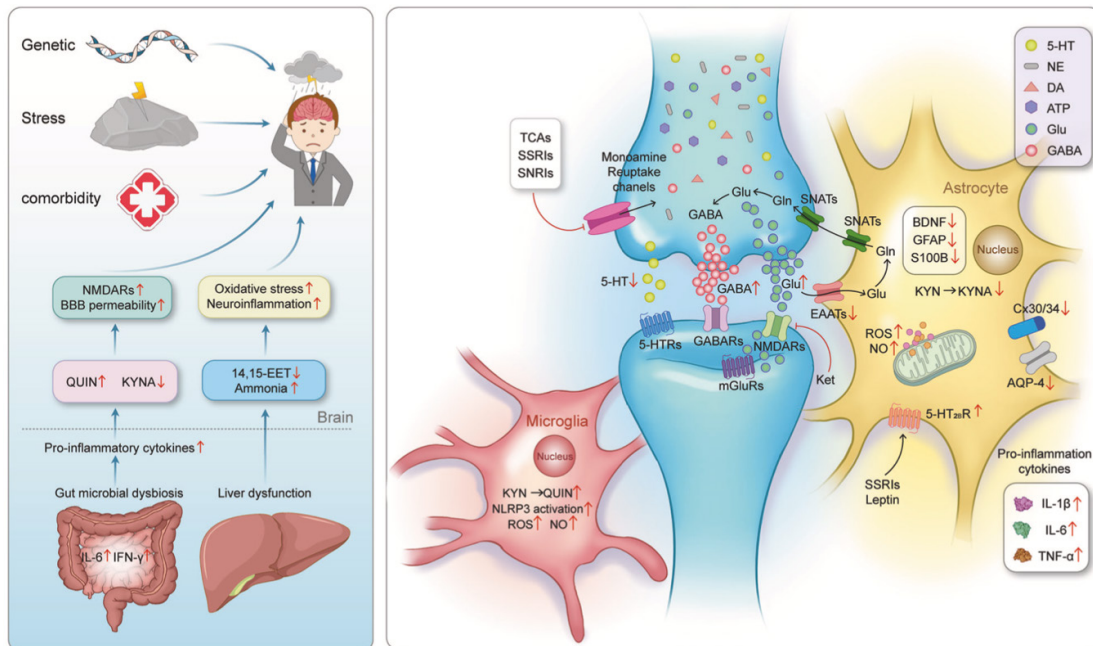 Genetic
Stress
comorbidity
NMDARs↑
BBB permeability↑
Oxidative stress↑
Neuroinflammation↑
QUIN↑ KYNA↓
14,15-EET↓
Ammonia↑
Brain
Pro-inflammatory cytokines↑
Gut microbial dysbiosis
Liver dysfunction
IL-6↑ IFN-γ↑
TCAs
SSRIs
SNRIs
Monoamine
Reuptake
chanels
Glu
Gln
GABA
SNATs
SNATs
Gln
5-HT↓
GABA↑
Glu↑
Glu
EAATs↓
5-HTRs
GABARs
NMDARs
mGluRs
Ket
Microglia
Nucleus
KYN→QUIN↑
NLRP3 activation↑
ROS↑ NO↑
5-HT
NE
DA
ATP
Glu
GABA
Astrocyte
BDNF↓
GFAP↓
S100B↓
Nucleus
KYN→KYNA↓
Cx30/34↓
ROS↑
NO↑
AQP-4↓
5-HT₂ᴮR↑
SSRIs
Leptin
Pro-inflammation
cytokines
IL-1β↑
IL-6↑
TNF-α↑